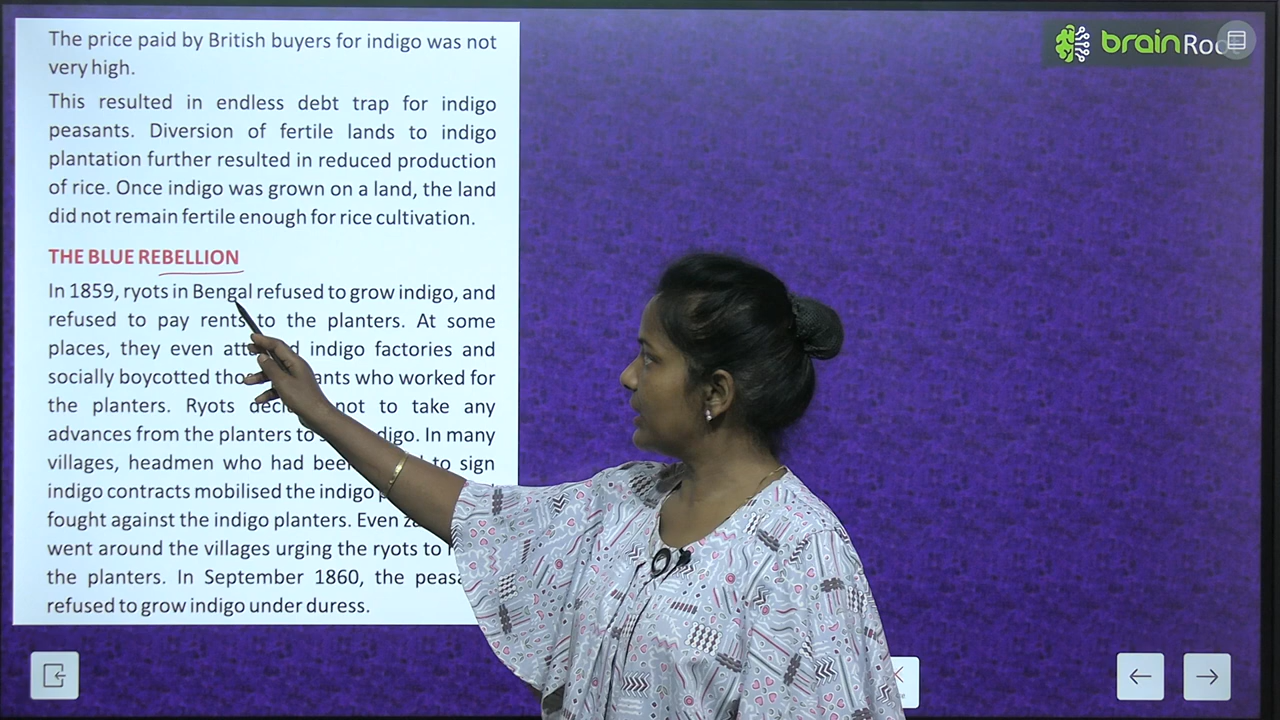 The price paid by British buyers for indigo was not
very high.
This resulted in endless debt trap for indigo
peasants. Diversion of fertile lands to indigo
plantation further resulted in reduced production
of rice. Once indigo was grown on a land, the land
did not remain fertile enough for rice cultivation.
THE BLUE REBELLION
In 1859, ryots in Bengal refused to grow indigo, and
refused to pay rents to the planters. At some
places, they even indigo factories and
socially boycotted who worked for
the planters. Ryots not to take any
advances from the planters to In many
villages, headmen who had been to sign
indigo contracts mobilised the indigo
fought against the indigo planters. Even
went around the villages urging the ryots to
the planters. In September 1860, the
refused to grow indigo under duress.
brain